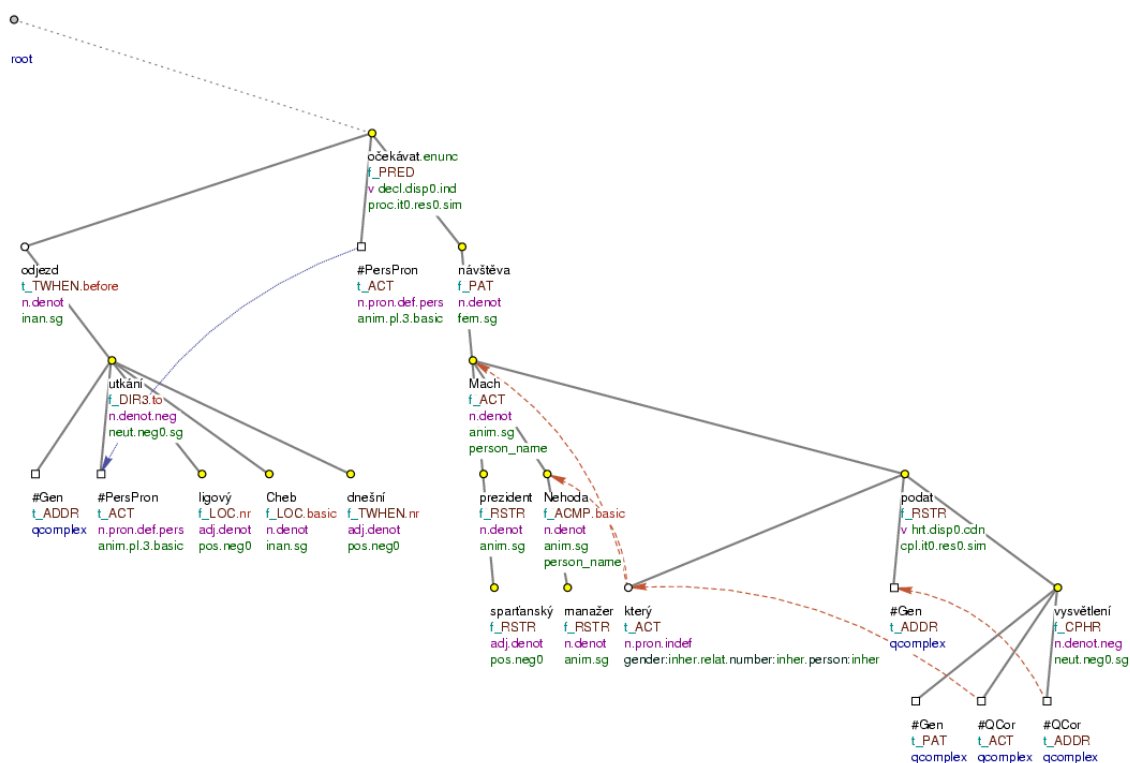 root
očekávat.enunc
f_PRED
v decl.disp0.ind
proc.it0.res0.sim
odjezd
t_TWHEN.before
n.denot
inan.sg
#PersPron
t_ACT
n.pron.def.pers
anim.pl.3.basic
návštěva
f_PAT
n.denot
fem.sg
utkání
f_DIR3.to
n.denot.neg
neut.neg0.sg
Mach
f_ACT
n.denot
anim.sg
person_name
#Gen
t_ADDR
qcomplex
#PersPron
t_ACT
n.pron.def.pers
anim.pl.3.basic
ligový
f_LOC.nr
adj.denot
pos.neg0
Cheb
f_LOC.basic
n.denot
inan.sg
dnešní
f_TWHEN.nr
adj.denot
pos.neg0
prezident
f_RSTR
n.denot
anim.sg
Nehoda
f_ACMP.basic
n.denot
anim.sg
person_name
podat
f_RSTR
v hrt.disp0.cdn
cpl.it0.res0.sim
sparťanský
f_RSTR
adj.denot
pos.neg0
manažer
f_RSTR
n.denot
anim.sg
který
t_ACT
n.pron.indef
gender:inher.relat.number:inher.person:inher
#Gen
t_ADDR
qcomplex
vysvětlení
f_CPHR
n.denot.neg
neut.neg0.sg
#Gen
t_PAT
qcomplex
#QCor
t_ACT
qcomplex
#QCor
t_ADDR
qcomplex